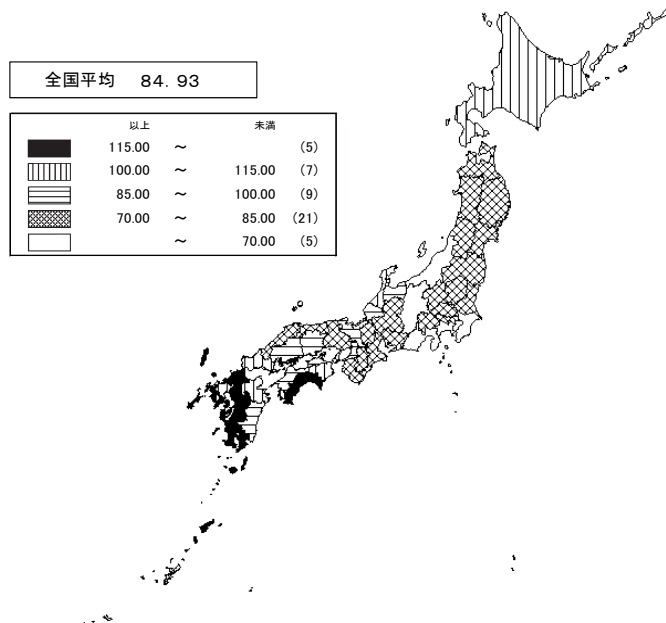 全国平均 84.93
以上 未満
115.00 ～ (5)
100.00 ～ 115.00 (7)
85.00 ～ 100.00 (9)
70.00 ～ 85.00 (21)
～ 70.00 (5)